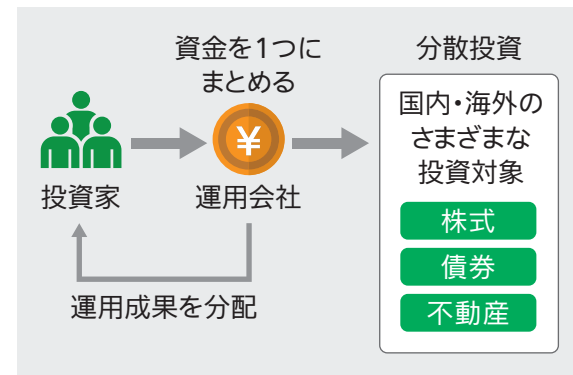 資金を1つに
まとめる
¥
投資家
運用会社
運用成果を分配
分散投資
国内・海外の
さまざまな
投資対象
株式
債券
不動産